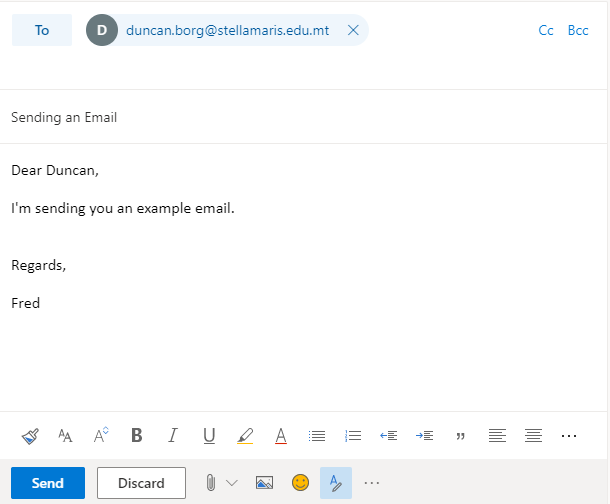 To D duncan.borg@stellamaris.edu.mt Cc Bcc
Sending an Email
Dear Duncan,
I'm sending you an example email.
Regards,
Fred
Send Discard